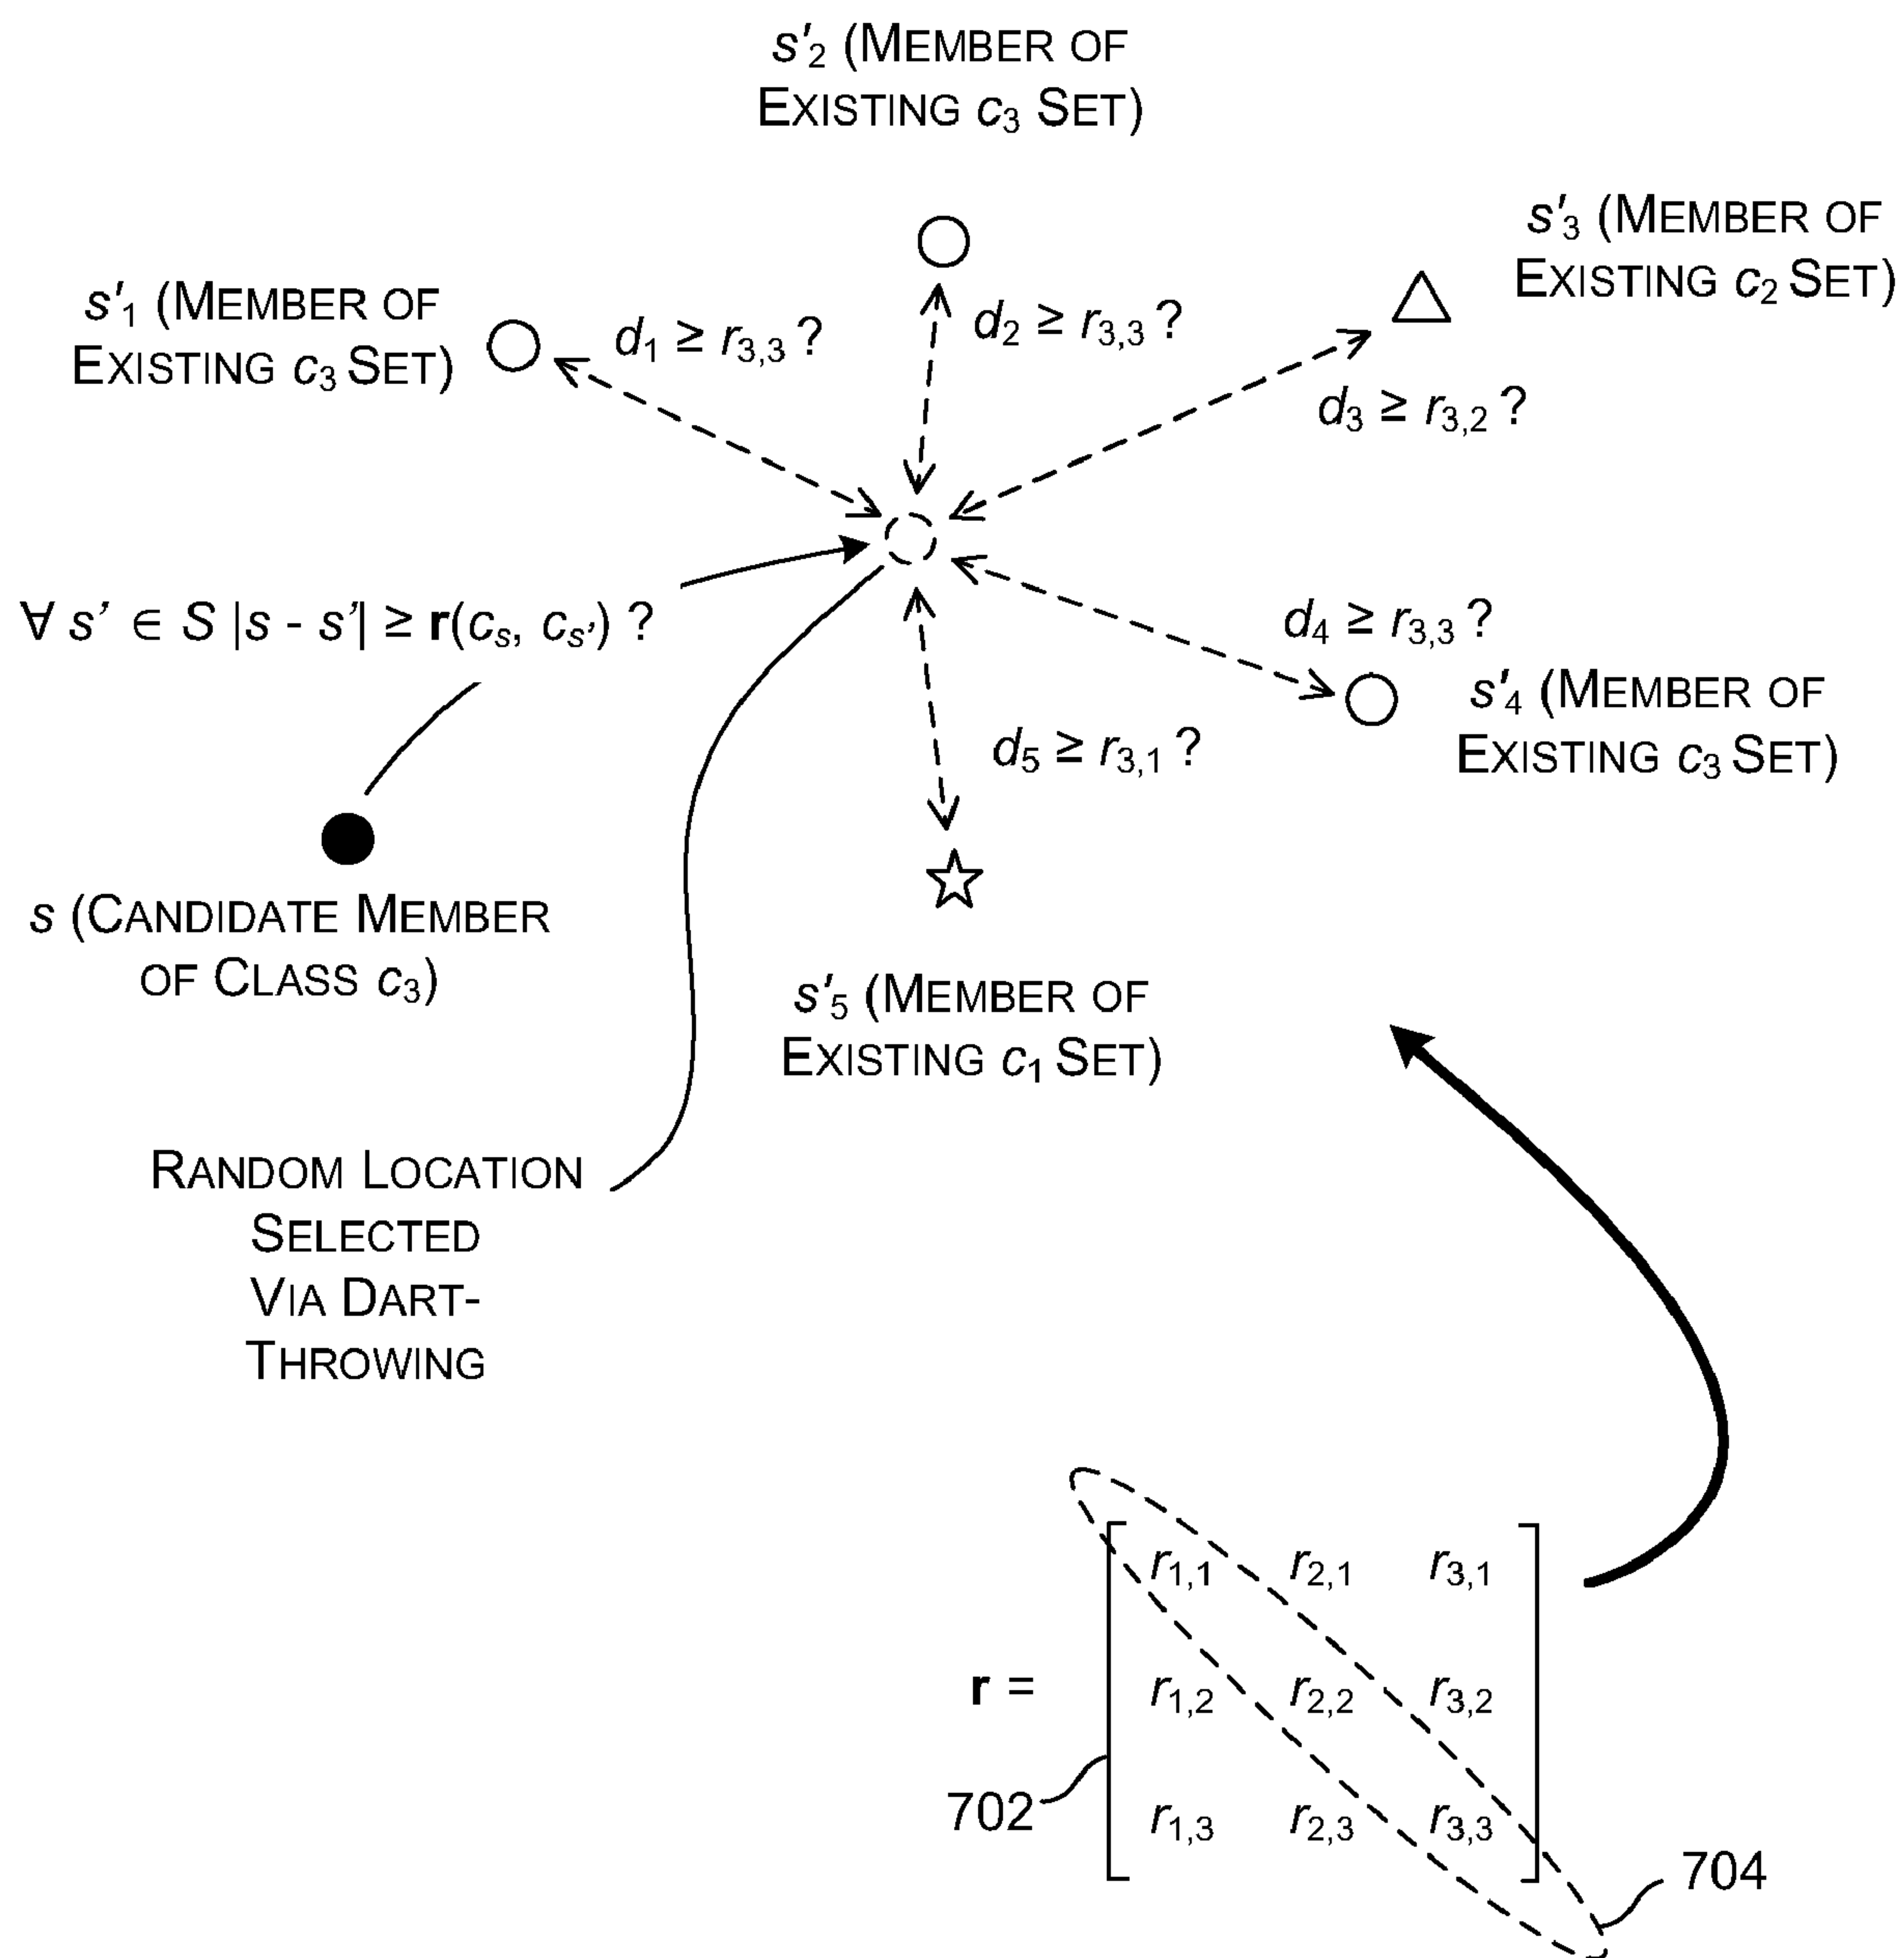 s'2 (MEMBER OF
EXISTING c3 SET)
s'3 (MEMBER OF
EXISTING c2 SET)
s'1 (MEMBER OF
EXISTING c3 SET)
d1 ≥ r3,3 ?
d2 ≥ r3,3 ?
d3 ≥ r3,2 ?
∀ s' ∈ S |s - s'| ≥ r(cs, cs') ?
d4 ≥ r3,3 ?
s'4 (MEMBER OF
EXISTING c3 SET)
d5 ≥ r3,1 ?
s (CANDIDATE MEMBER
OF CLASS c3)
s'5 (MEMBER OF
EXISTING c1 SET)
RANDOM LOCATION
SELECTED
VIA DART-
THROWING
r1,1 r2,1 r3,1
r =
r1,2 r2,2 r3,2
702
r1,3 r2,3 r3,3
704